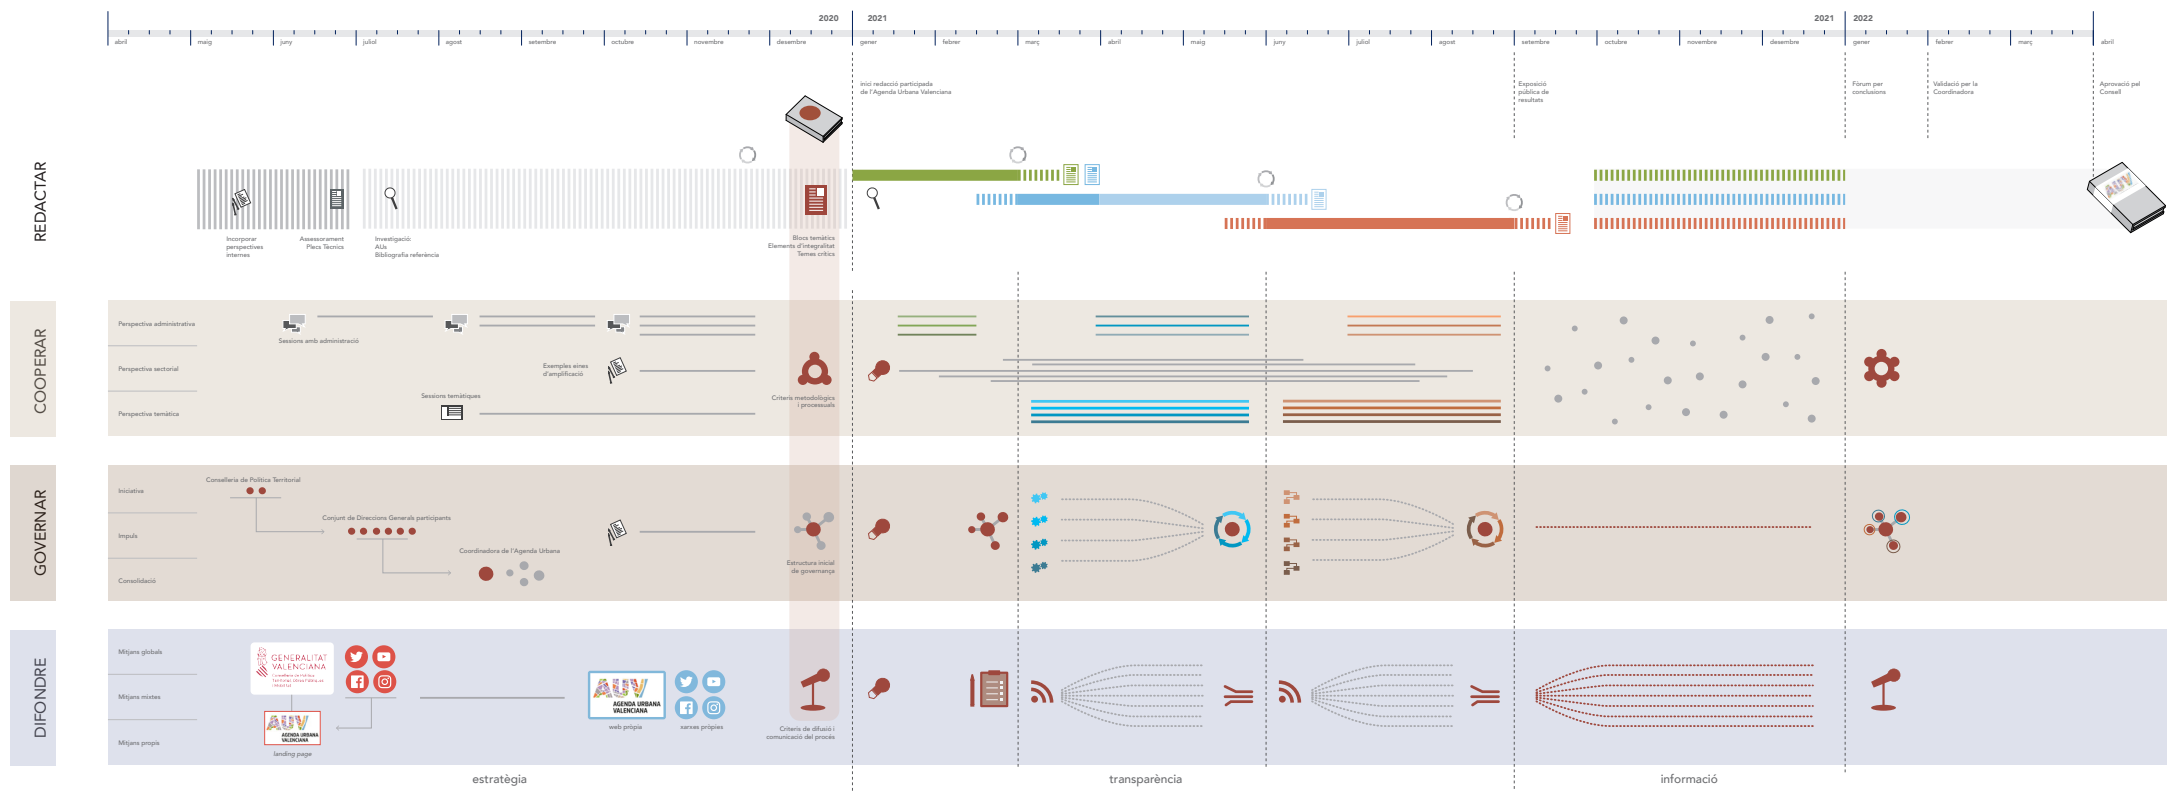 2020
2021
2021
2022
abril
maig
juny
juliol
agost
setembre
octubre
novembre
desembre
gener
febrer
març
abril
maig
juny
juliol
agost
setembre
octubre
novembre
desembre
gener
febrer
març
abril
inici redacció participada
de l'Agenda Urbana Valenciana
Exposició
pública de
resultats
Fòrum per
conclusions
Validació per la
Coordinadora
Aprovació pel
Consell
REDACTAR
Incorporar
perspectives
internes
Assessorament
Plecs Tècnics
Investigació:
AUs
Bibliografia referència
Blocs temàtics
Elements d'integralitat
Temes crítics
AUV
COOPERAR
Perspectiva administrativa
Perspectiva sectorial
Perspectiva temàtica
Sessions amb administració
Exemples eines
d'amplificació
Sessions temàtiques
Criteris metodològics
i processuals
GOVERNAR
Iniciativa
Impuls
Consolidació
Conselleria de Política Territorial
Conjunt de Direccions Generals participants
Coordinadora de l'Agenda Urbana
Estructura inicial
de governança
DIFONDRE
Mitjans globals
Mitjans mixtes
Mitjans propis
GENERALITAT
VALENCIANA
AUV
AGENDA URBANA
VALENCIANA
landing page
AUV
AGENDA URBANA
VALENCIANA
web pròpia
xarxes pròpies
Criteris de difusió i
comunicació del procés
estratègia
transparència
informació